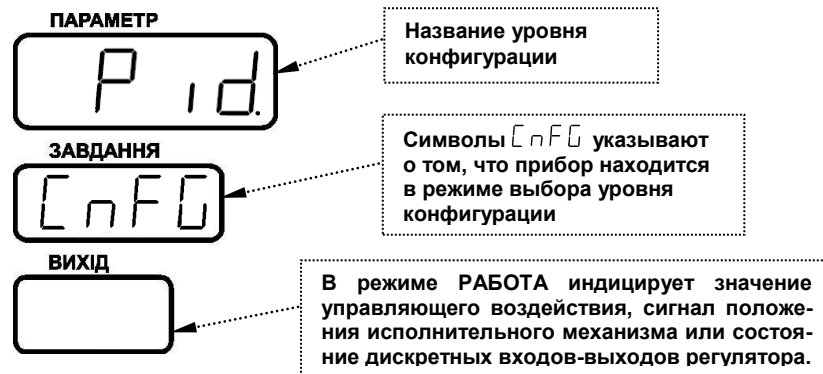 ПАРАМЕТР
P id.
Название уровня
конфигурации
ЗАВДАННЯ
CnFG
Символы CnFG указывают
о том, что прибор находится
в режиме выбора уровня
конфигурации
ВИХІД
В режиме РАБОТА индицирует значение
управляющего воздействия, сигнал положе-
ния исполнительного механизма или состоя-
ние дискретных входов-выходов регулятора.